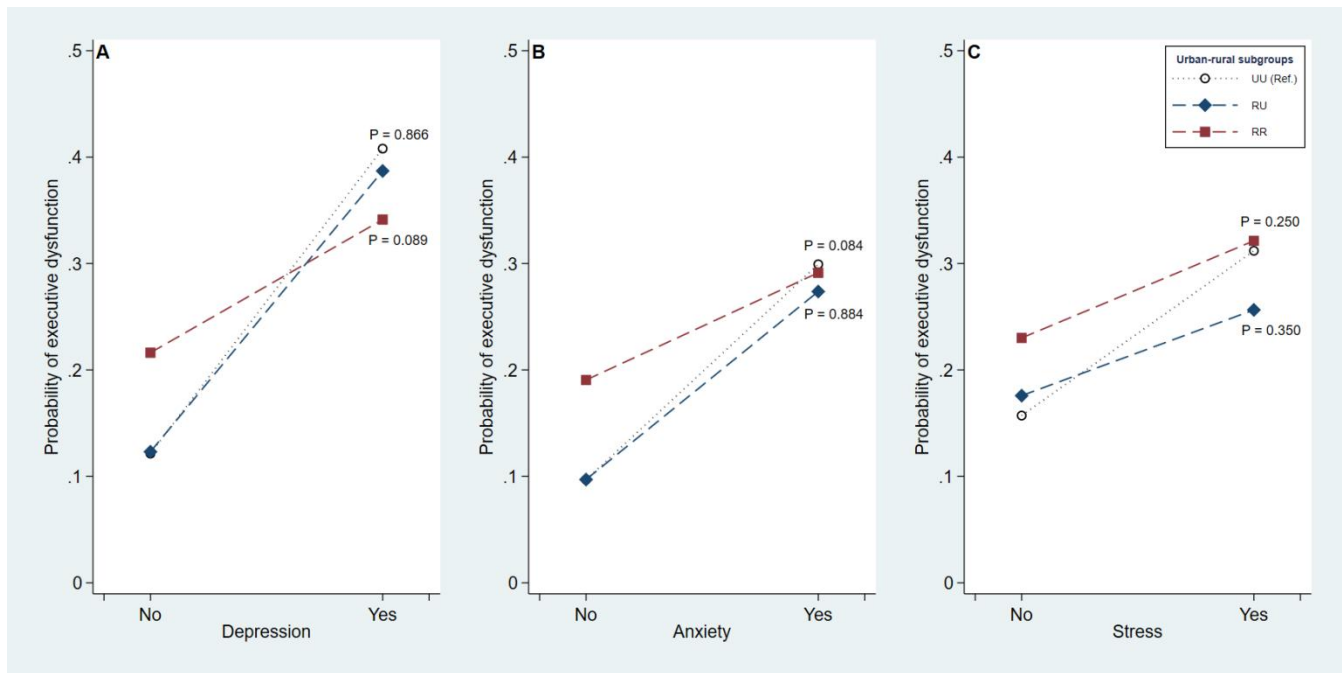 A
Probability of executive dysfunction
.5
.4
.3
.2
.1
0
P = 0.866
P = 0.089
No
Yes
Depression
B
Probability of executive dysfunction
.5
.4
.3
.2
.1
0
P = 0.084
P = 0.884
No
Yes
Anxiety
C
Probability of executive dysfunction
.5
.4
.3
.2
.1
0
Urban-rural subgroups
UU (Ref.)
RU
RR
P = 0.250
P = 0.350
No
Yes
Stress